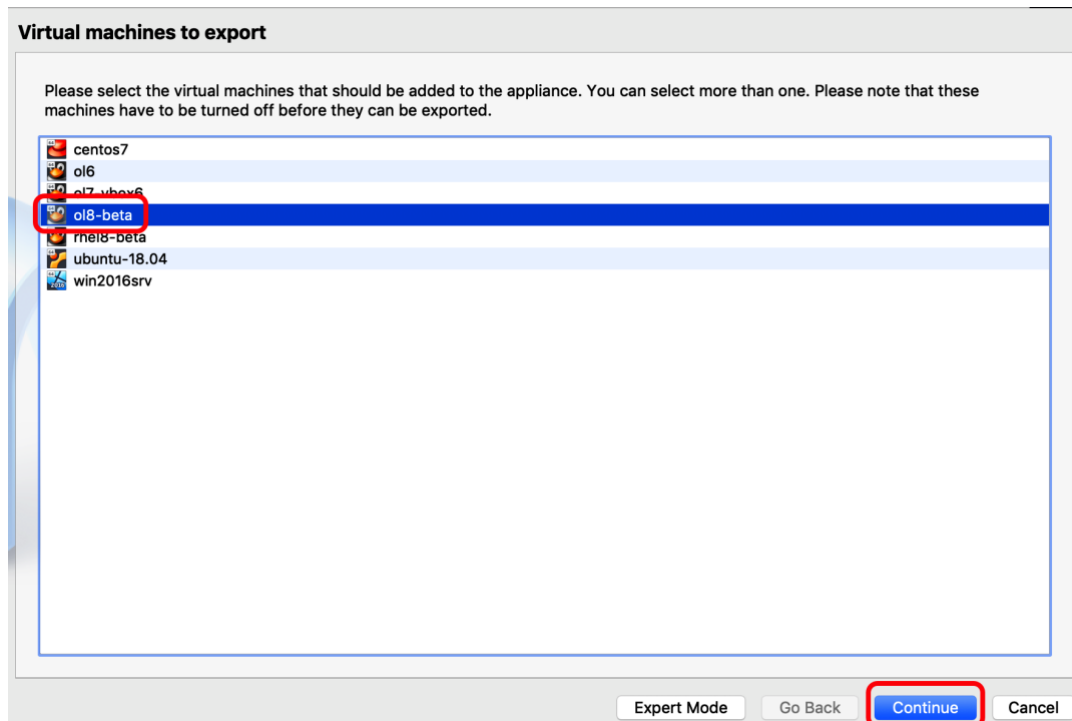 Virtual machines to export
Please select the virtual machines that should be added to the appliance. You can select more than one. Please note that these
machines have to be turned off before they can be exported.
centos7
ol6
ol7-vbox6
ol8-beta
rhel8-beta
ubuntu-18.04
win2016srv
Expert Mode Go Back Continue Cancel